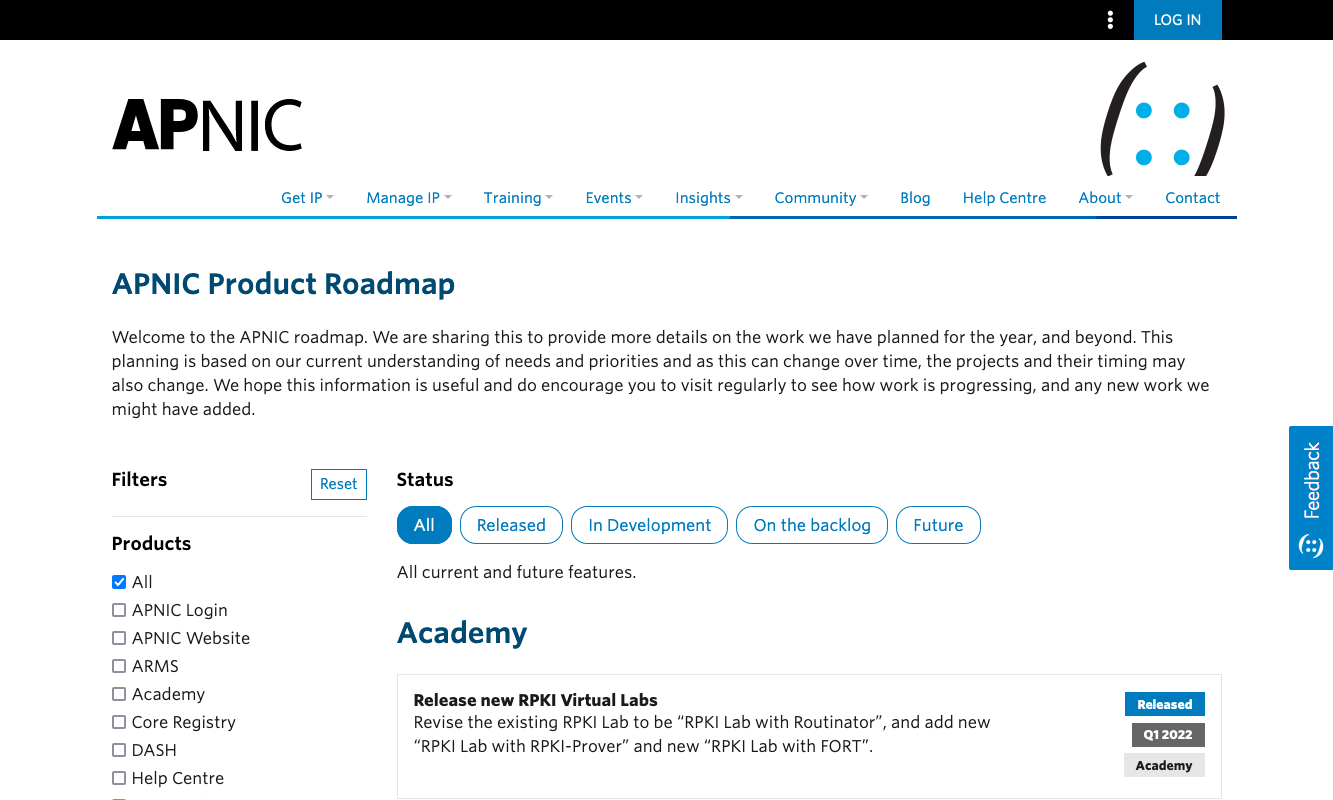 LOG IN
APNIC
Get IP
Manage IP
Training
Events
Insights
Community
Blog
Help Centre
About
Contact
APNIC Product Roadmap
Welcome to the APNIC roadmap. We are sharing this to provide more details on the work we have planned for the year, and beyond. This
planning is based on our current understanding of needs and priorities and as this can change over time, the projects and their timing may
also change. We hope this information is useful and do encourage you to visit regularly to see how work is progressing, and any new work we
might have added.
Feedback
Filters
Reset
Products
All
APNIC Login
APNIC Website
ARMS
Academy
Core Registry
DASH
Help Centre
Status
All
Released
In Development
On the backlog
Future
All current and future features.
Academy
Release new RPKI Virtual Labs
Revise the existing RPKI Lab to be “RPKI Lab with Routinator”, and add new
“RPKI Lab with RPKI-Prover” and new “RPKI Lab with FORT”.
Released
Q1 2022
Academy